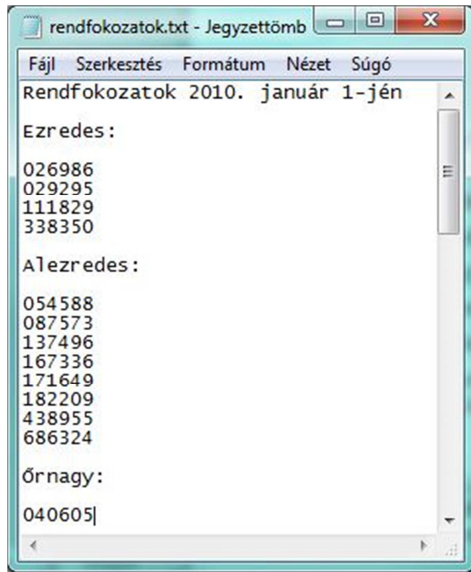 rendfokozatok.txt - Jegyzettömb
Fájl Szerkesztés Formátum Nézet Súgó
Rendfokozatok 2010. január 1-jén
Ezredes:
026986
029295
111829
338350
Alezredes:
054588
087573
137496
167336
171649
182209
438955
686324
Őrnagy:
040605